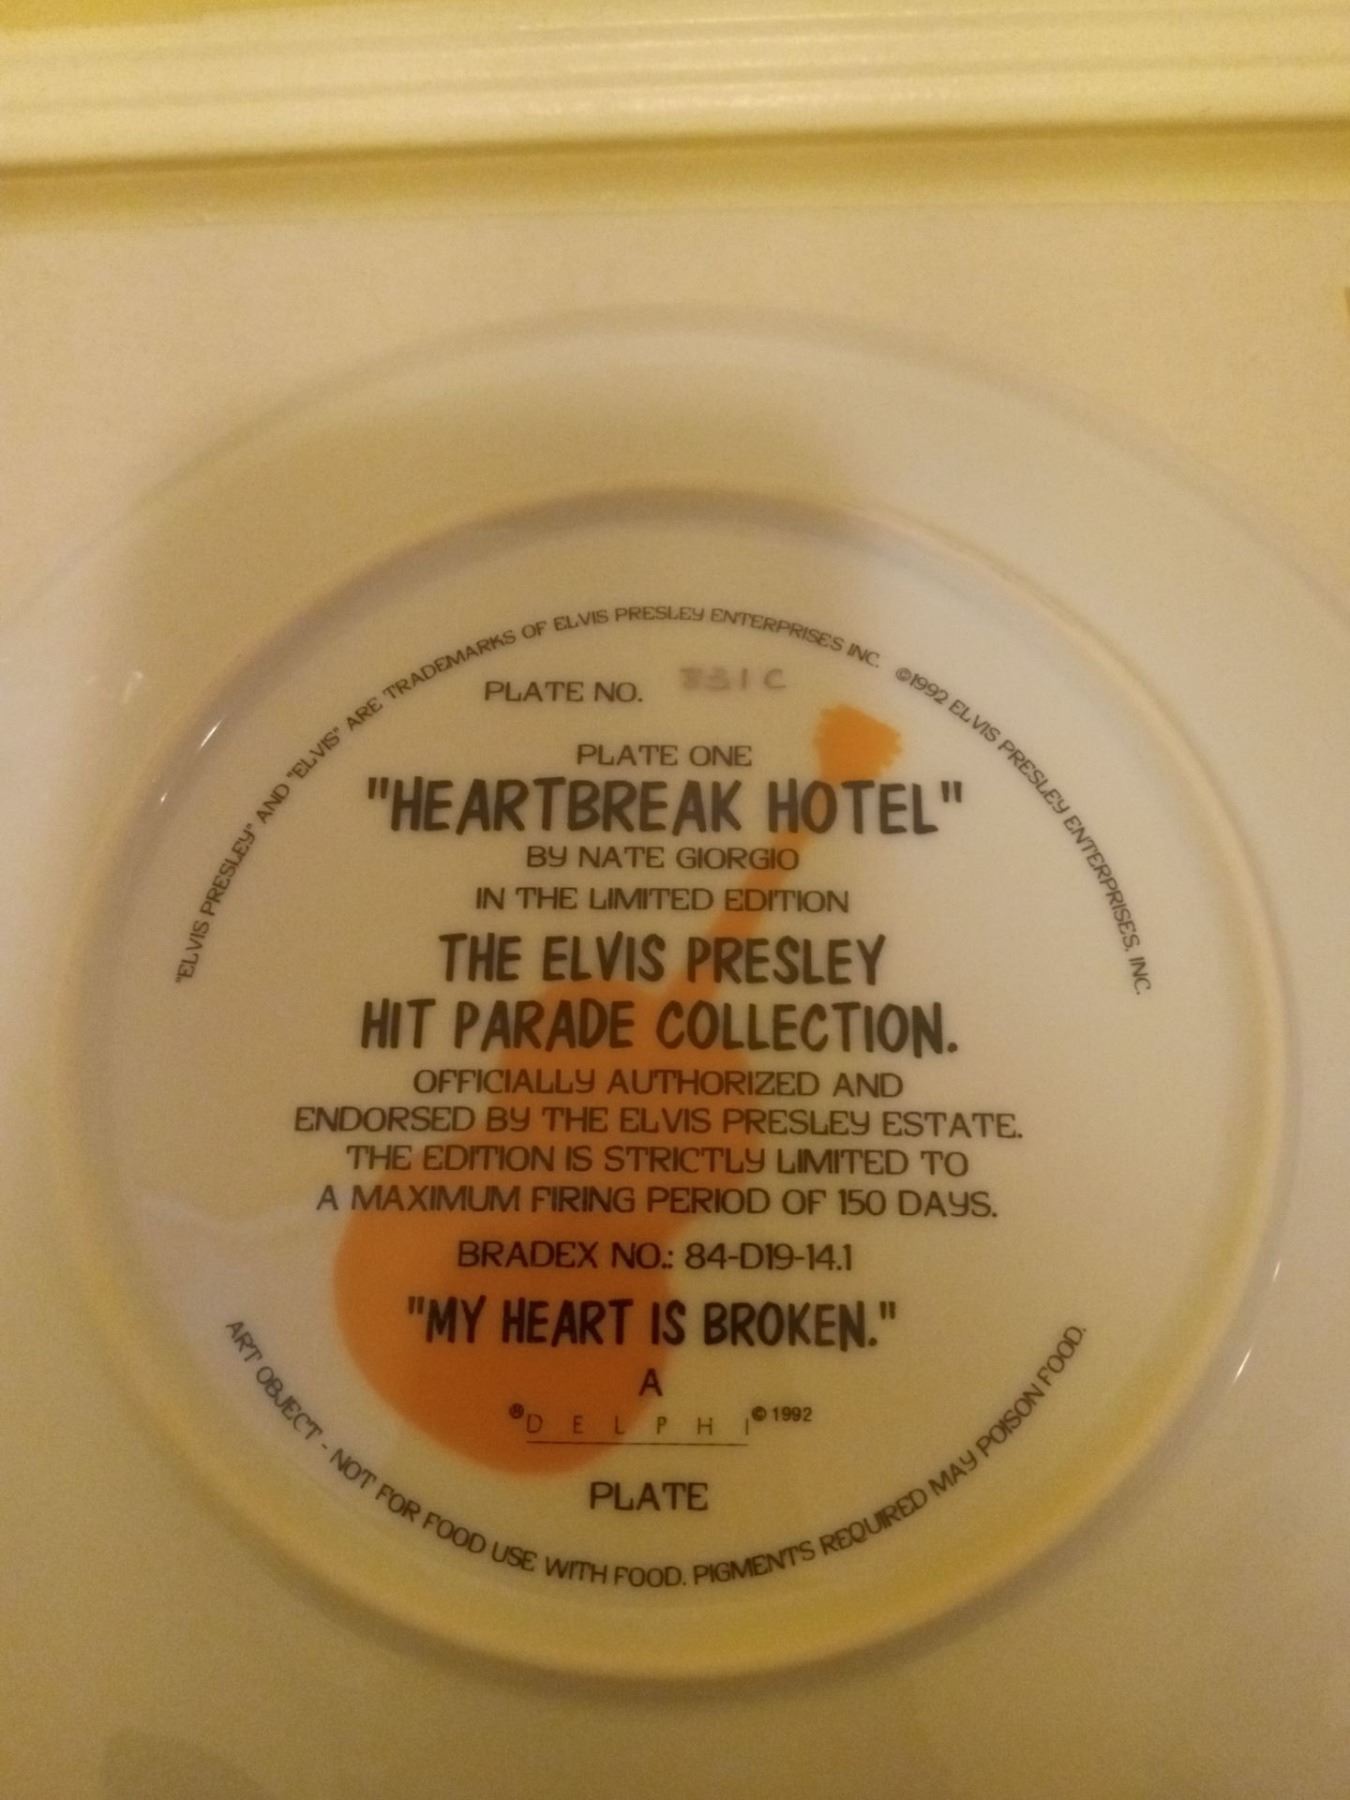 "ELVIS PRESLEY" AND "ELVIS" ARE TRADEMARKS OF ELVIS PRESLEY ENTERPRISES INC. ©1992 ELVIS PRESLEY ENTERPRISES, INC.
PLATE NO.
PLATE ONE
"HEARTBREAK HOTEL"
BY NATE GIORGIO
IN THE LIMITED EDITION
THE ELVIS PRESLEY
HIT PARADE COLLECTION.
OFFICIALLY AUTHORIZED AND
ENDORSED BY THE ELVIS PRESLEY ESTATE.
THE EDITION IS STRICTLY LIMITED TO
A MAXIMUM FIRING PERIOD OF 150 DAYS.
BRADEX NO.: 84-D19-14.1
"MY HEART IS BROKEN."
A
®DELPHI©1992
PLATE
ART OBJECT - NOT FOR FOOD USE WITH FOOD. PIGMENTS REQUIRED MAY POISON FOOD.